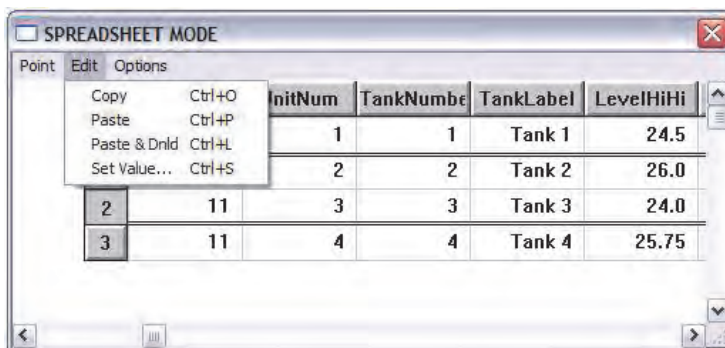 SPREADSHEET MODE
Point Edit Options
Copy Ctrl+O
Paste Ctrl+P
Paste & Dnld Ctrl+L
Set Value... Ctrl+S
nitNum TankNumbe TankLabel LevelHiHi
1 1 Tank 1 24.5
2 2 Tank 2 26.0
2 11 3 3 Tank 3 24.0
3 11 4 4 Tank 4 25.75